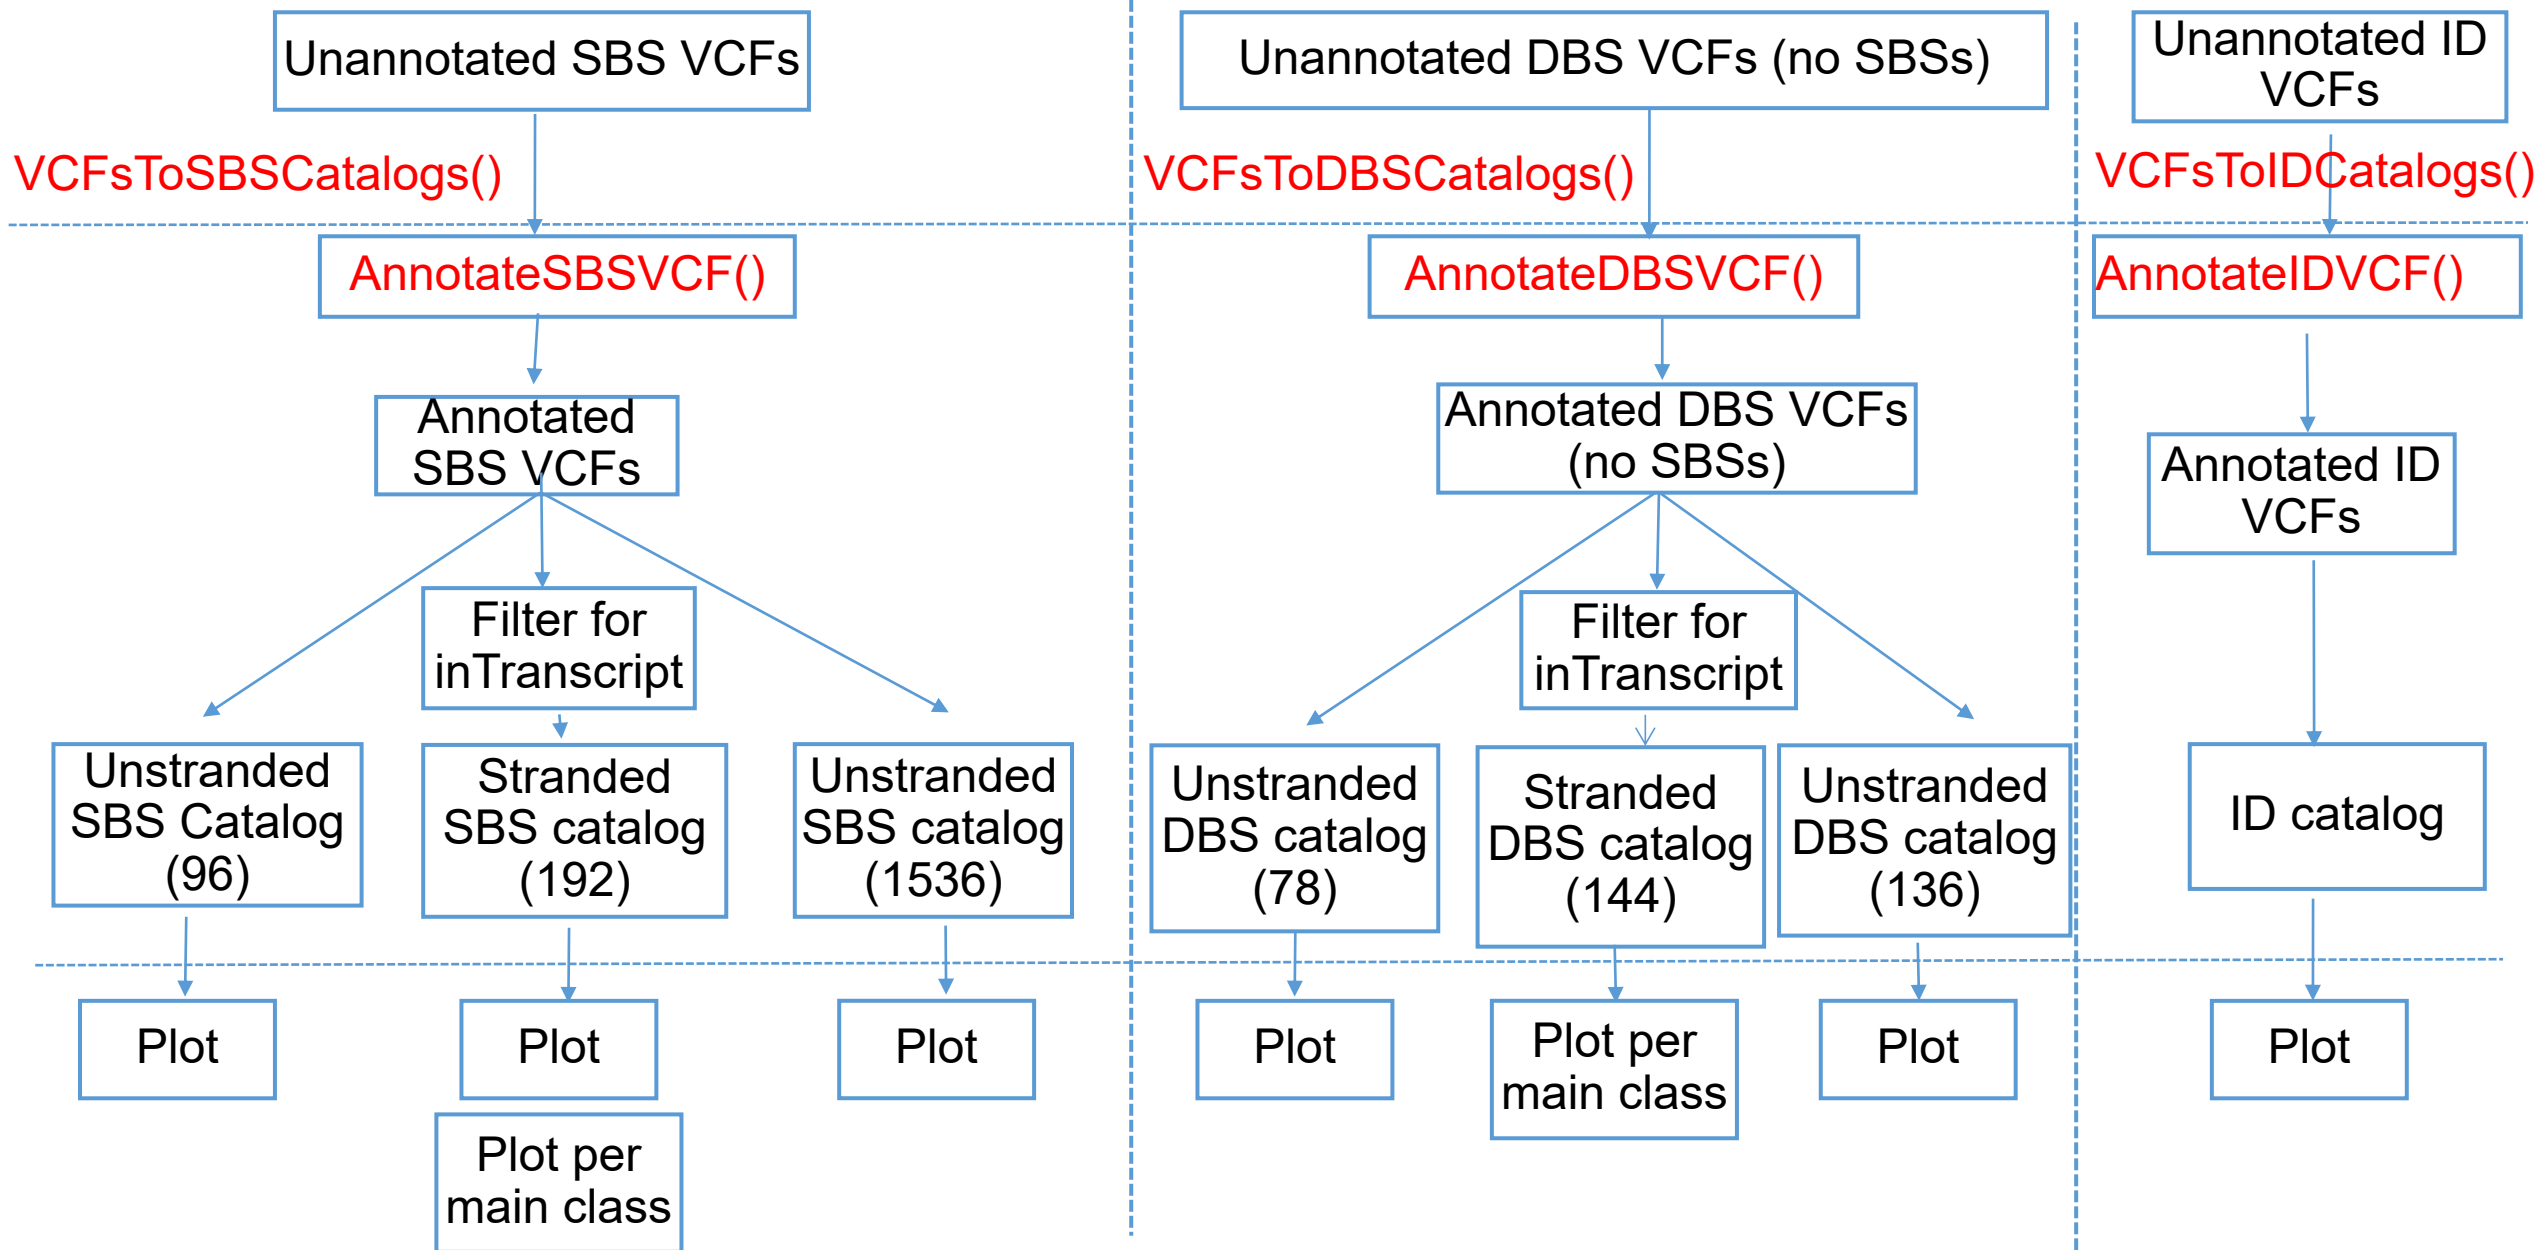 Unannotated SBS VCFs
VCFsToSBSCatalogs()
AnnotateSBSVCF()
Annotated
SBS VCFs
Filter for
inTranscript
Unstranded
SBS Catalog
(96)
Stranded
SBS catalog
(192)
Unstranded
SBS catalog
(1536)
Plot
Plot
Plot
Plot per
main class
Unannotated DBS VCFs (no SBSs)
VCFsToDBSCatalogs()
AnnotateDBSVCF()
Annotated DBS VCFs
(no SBSs)
Filter for
inTranscript
Unstranded
DBS catalog
(78)
Stranded
DBS catalog
(144)
Unstranded
DBS catalog
(136)
Plot
Plot per
main class
Plot
Unannotated ID
VCFs
VCFsToIDCatalogs()
AnnotateIDVCF()
Annotated ID
VCFs
ID catalog
Plot